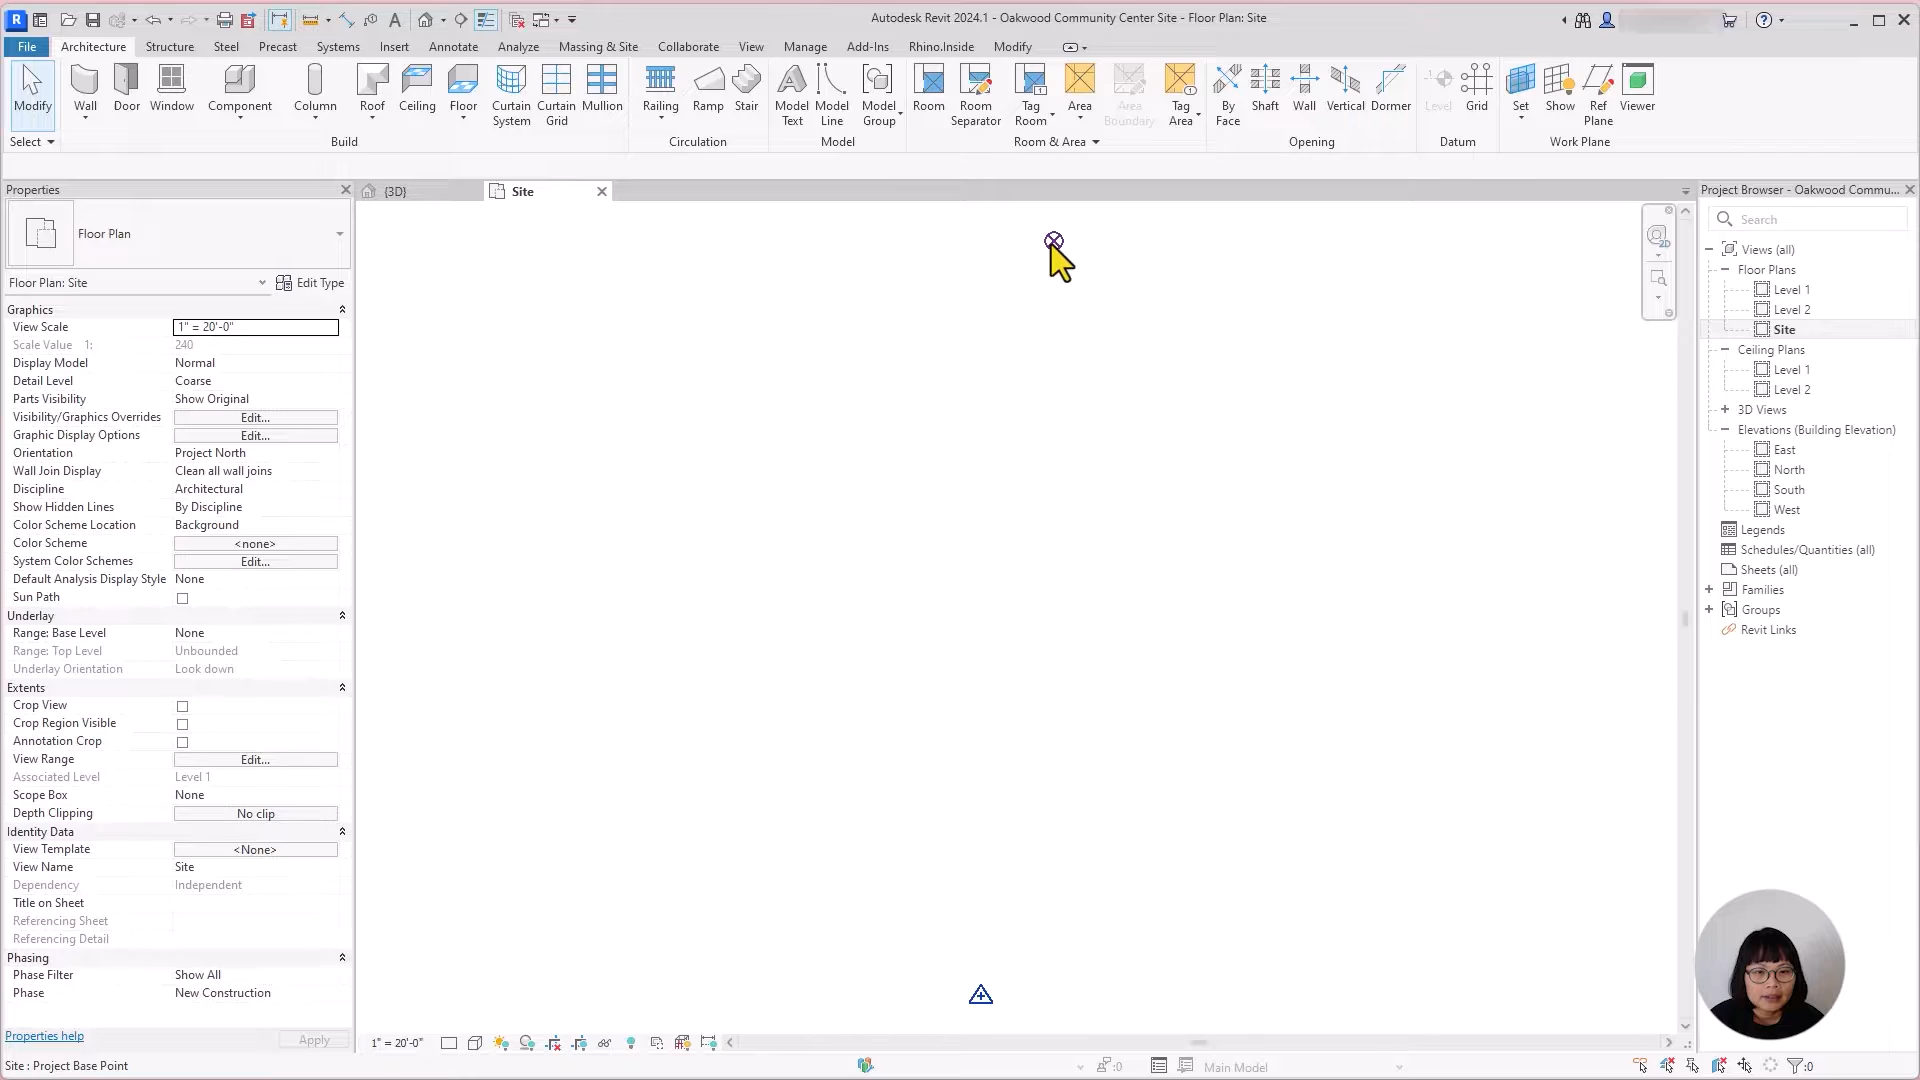 Autodesk Revit 2024.1 - Oakwood Community Center Site - Floor Plan: Site
File Architecture Structure Steel Precast Systems Insert Annotate Analyze Massing & Site Collaborate View Manage Add-Ins Rhino.Inside Modify
Modify Wall Door Window Component Column Roof Ceiling Floor Curtain System Curtain Grid Mullion Railing Ramp Stair Model Text Model Line Model Group Room Room Separator Tag Room Area Area Boundary Tag Area By Face Shaft Wall Vertical Dormer Level Grid Set Show Ref Plane Viewer
Select Build Circulation Model Room & Area Opening Datum Work Plane
Properties
{3D} Site
Project Browser - Oakwood Commu...
Floor Plan
Search
Floor Plan: Site Edit Type
Graphics
View Scale 1" = 20'-0"
Scale Value 1: 240
Display Model Normal
Detail Level Coarse
Parts Visibility Show Original
Visibility/Graphics Overrides Edit...
Graphic Display Options Edit...
Orientation Project North
Wall Join Display Clean all wall joins
Discipline Architectural
Show Hidden Lines By Discipline
Color Scheme Location Background
Color Scheme <none>
System Color Schemes Edit...
Default Analysis Display Style None
Sun Path
Underlay
Range: Base Level None
Range: Top Level Unbounded
Underlay Orientation Look down
Extents
Crop View
Crop Region Visible
Annotation Crop
View Range Edit...
Associated Level Level 1
Scope Box None
Depth Clipping No clip
Identity Data
View Template <None>
View Name Site
Dependency Independent
Title on Sheet
Referencing Sheet
Referencing Detail
Phasing
Phase Filter Show All
Phase New Construction
Properties help Apply
2D
Views (all)
Floor Plans
Level 1
Level 2
Site
Ceiling Plans
Level 1
Level 2
3D Views
Elevations (Building Elevation)
East
North
South
West
Legends
Schedules/Quantities (all)
Sheets (all)
Families
Groups
Revit Links
1" = 20'-0"
Site : Project Base Point
:0 Main Model :0